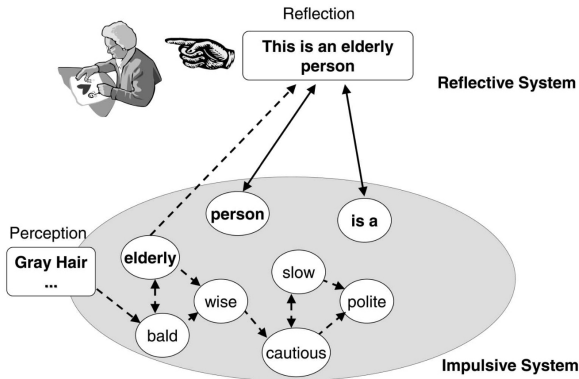 Reflection
This is an elderly
person
Reflective System
person
is a
Perception
Gray Hair
...
elderly
slow
wise
polite
bald
cautious
Impulsive System